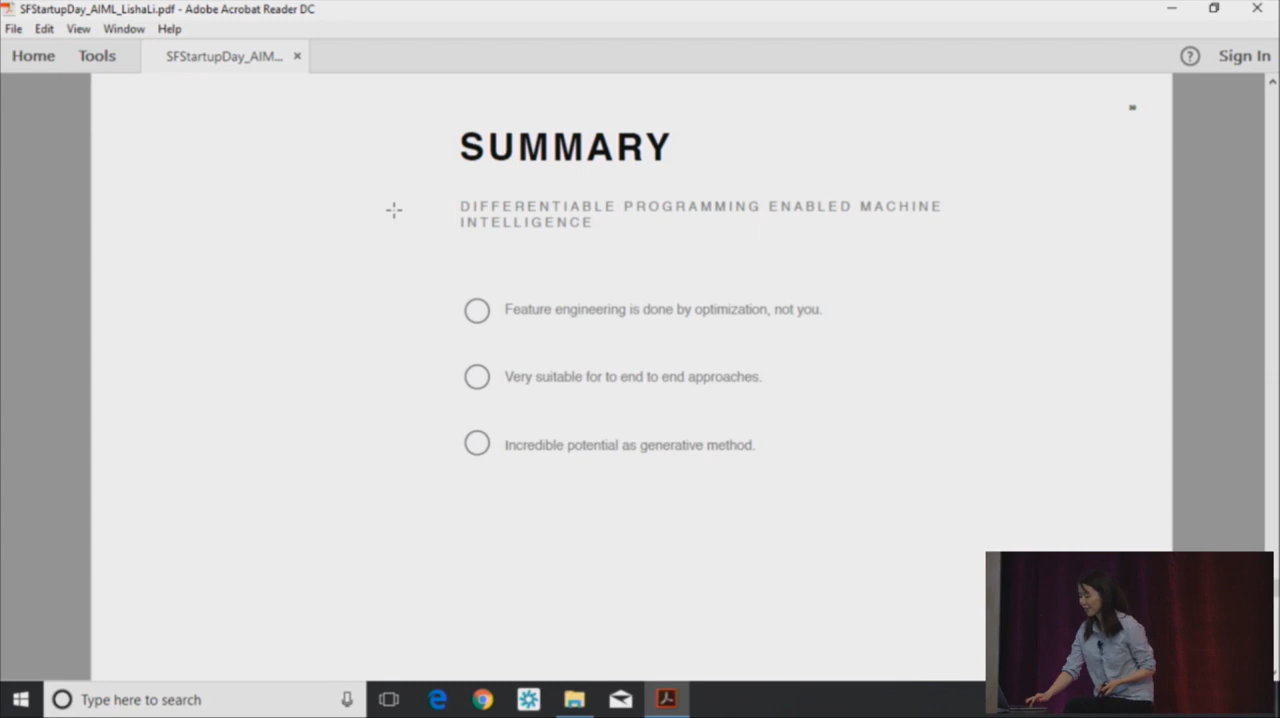 SFStartupDay_AIML_LishaLi.pdf - Adobe Acrobat Reader DC
File Edit View Window Help
Home Tools SFStartupDay_AIM... × ? Sign In
SUMMARY
DIFFERENTIABLE PROGRAMMING ENABLED MACHINE
INTELLIGENCE
Feature engineering is done by optimization, not you.
Very suitable for to end to end approaches.
Incredible potential as generative method.
Type here to search